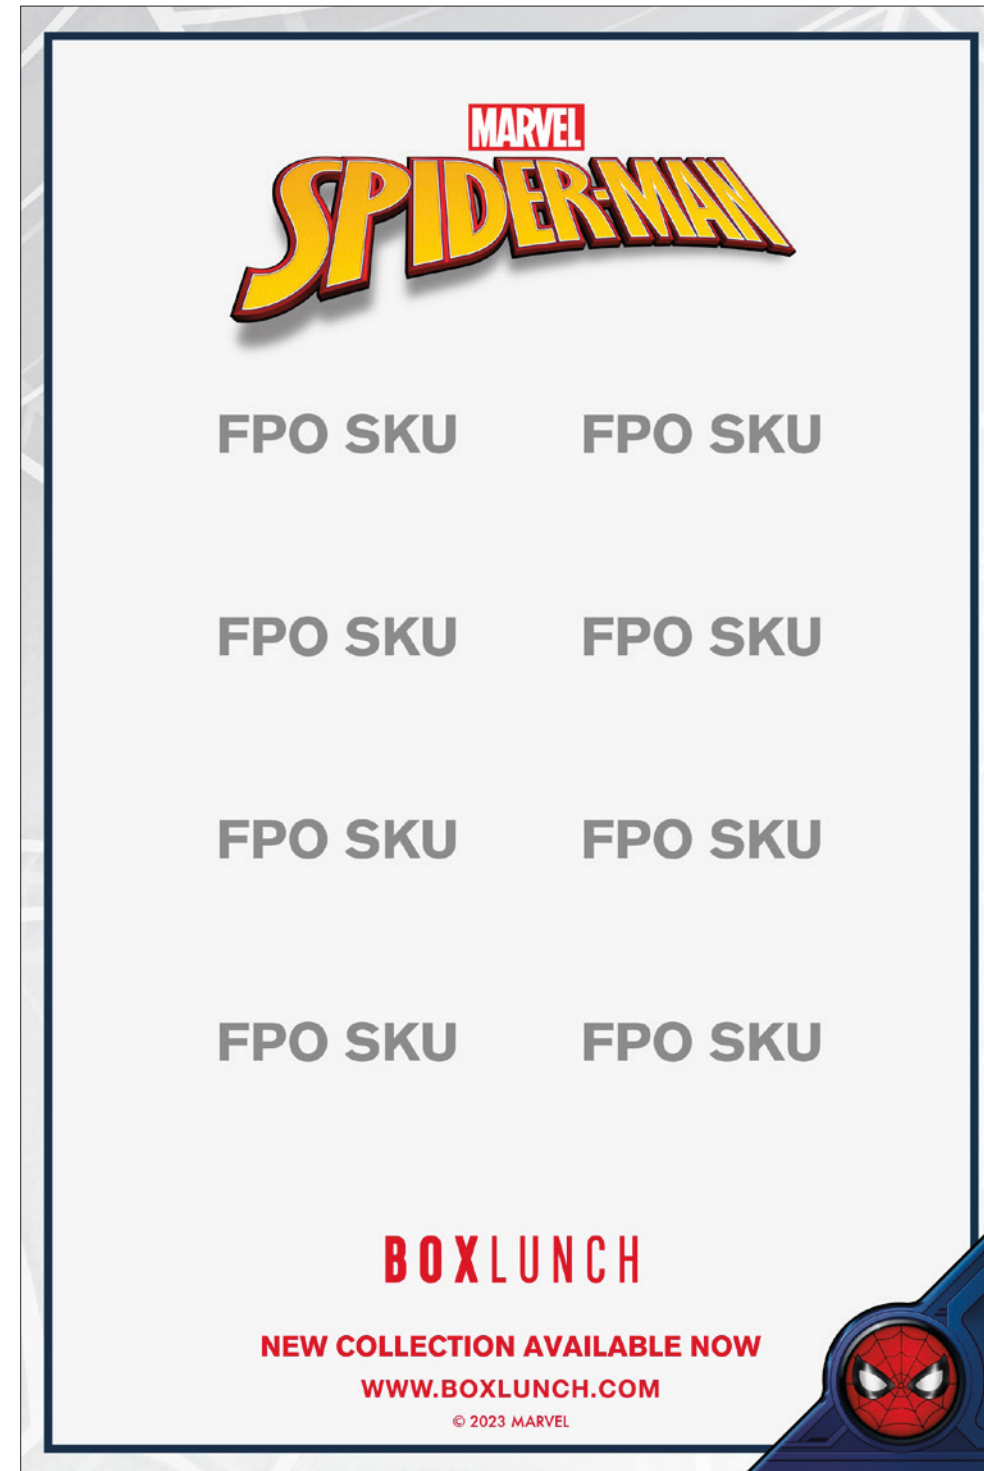 MARVEL
SPIDER-MAN
FPO SKU FPO SKU
FPO SKU FPO SKU
FPO SKU FPO SKU
FPO SKU FPO SKU
BOXLUNCH
NEW COLLECTION AVAILABLE NOW
WWW.BOXLUNCH.COM
© 2023 MARVEL